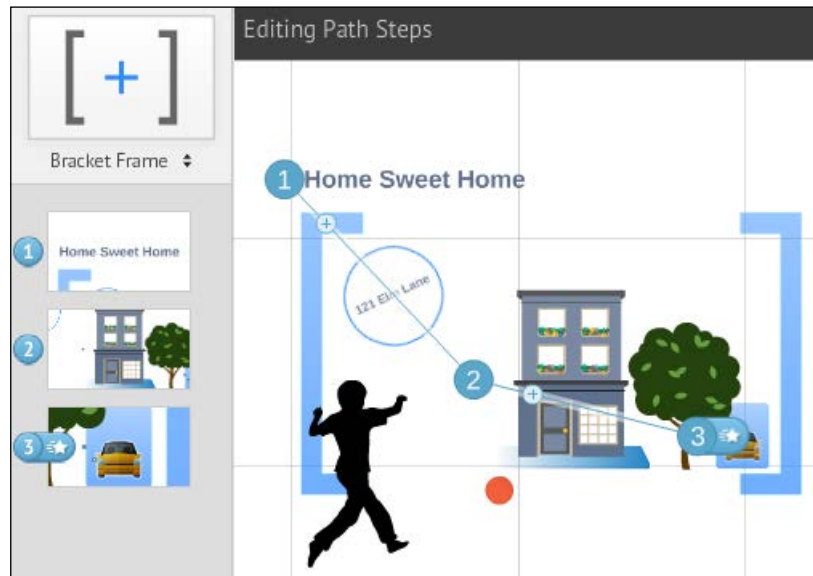 Editing Path Steps
Bracket Frame
1
Home Sweet Home
2
3
1
Home Sweet Home
121 Elm Lane
2
3